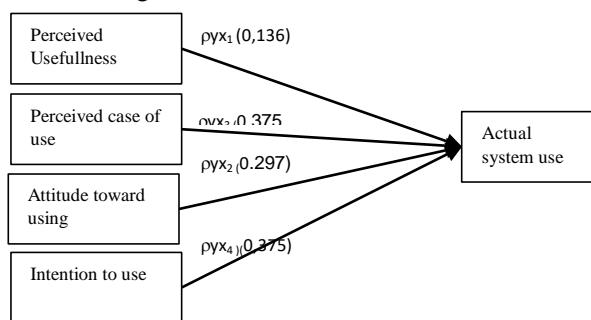 Perceived
Usefullness
ρyx₁ (0,136)
Perceived case of
use
ρyx₃ (0.375
Actual
system use
ρyx₂ (0.297)
Attitude toward
using
ρyx₄ )(0,375)
Intention to use